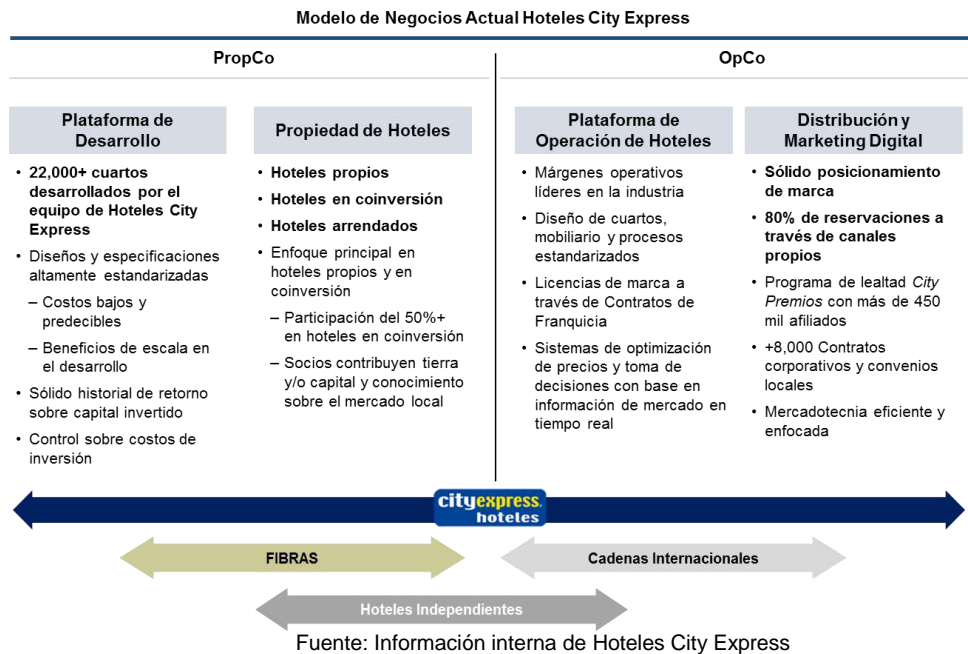 Modelo de Negocios Actual Hoteles City Express
PropCo
OpCo
Plataforma de
Desarrollo
• 22,000+ cuartos
desarrollados por el
equipo de Hoteles City
Express
• Diseños y especificaciones
altamente estandarizadas
– Costos bajos y
predecibles
– Beneficios de escala en
el desarrollo
• Sólido historial de retorno
sobre capital invertido
• Control sobre costos de
inversión
Propiedad de Hoteles
• Hoteles propios
• Hoteles en coinversión
• Hoteles arrendados
• Enfoque principal en
hoteles propios y en
coinversión
– Participación del 50%+
en hoteles en coinversión
– Socios contribuyen tierra
y/o capital y conocimiento
sobre el mercado local
Plataforma de
Operación de Hoteles
• Márgenes operativos
líderes en la industria
• Diseño de cuartos,
mobiliario y procesos
estandarizados
• Licencias de marca a
través de Contratos de
Franquicia
• Sistemas de optimización
de precios y toma de
decisiones con base en
información de mercado en
tiempo real
Distribución y
Marketing Digital
• Sólido posicionamiento
de marca
• 80% de reservaciones a
través de canales
propios
• Programa de lealtad City
Premios con más de 450
mil afiliados
• +8,000 Contratos
corporativos y convenios
locales
• Mercadotecnia eficiente y
enfocada
cityexpress.
hoteles
FIBRAS
Cadenas Internacionales
Hoteles Independientes
Fuente: Información interna de Hoteles City Express